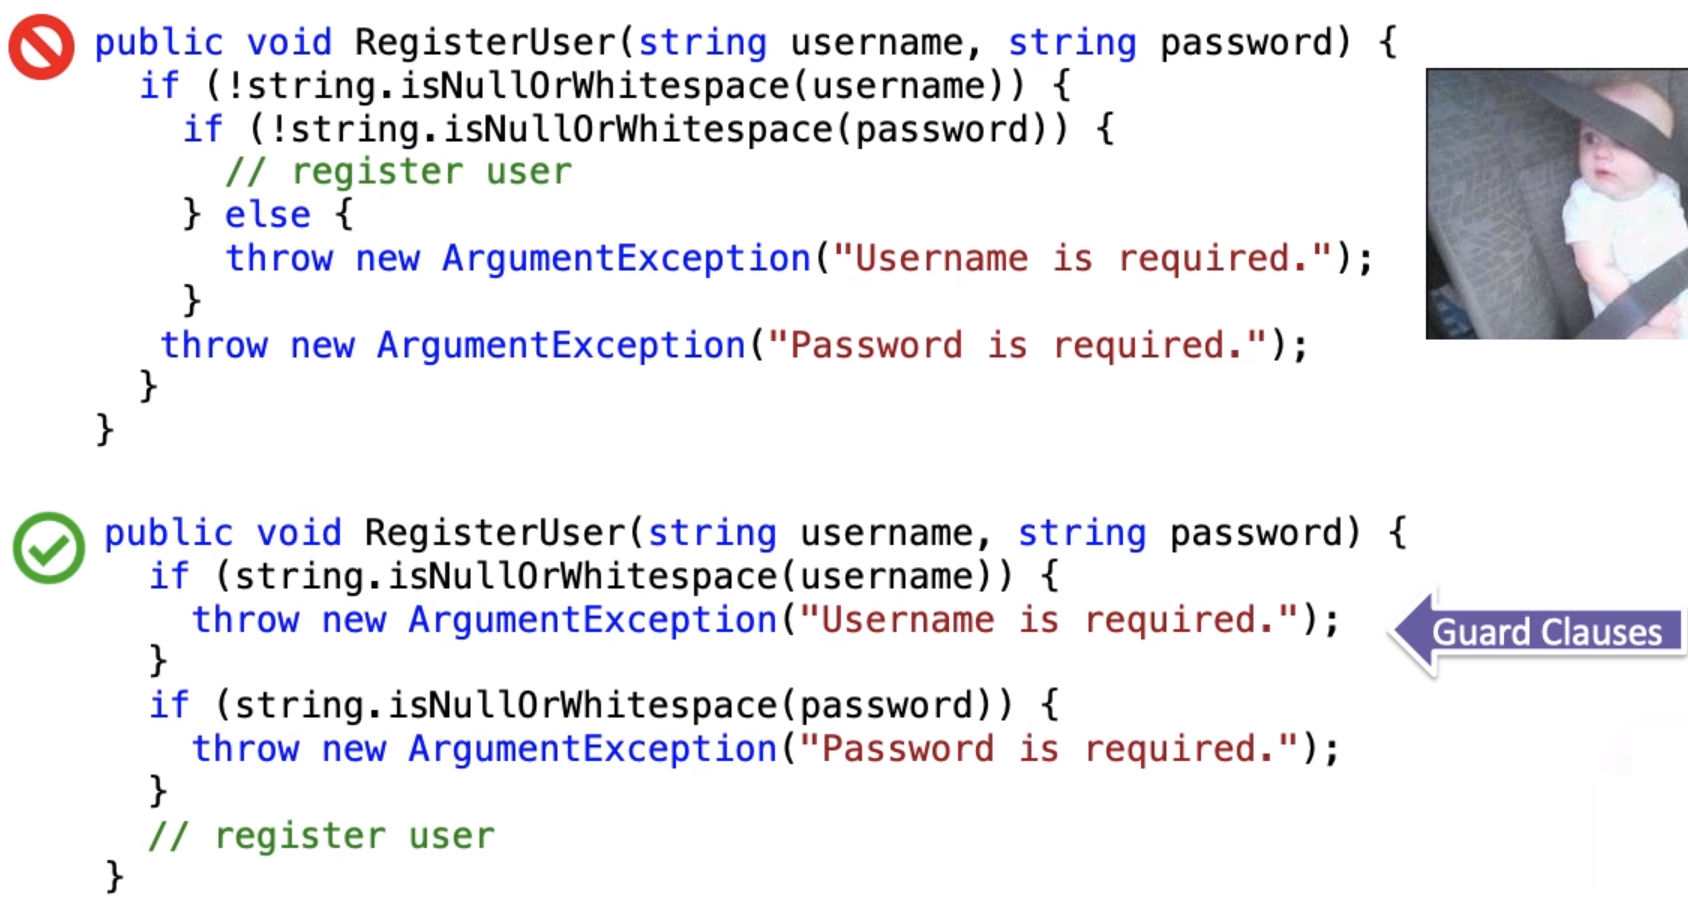 public void RegisterUser(string username, string password) {
if (!string.isNullOrWhitespace(username)) {
if (!string.isNullOrWhitespace(password)) {
// register user
} else {
throw new ArgumentException("Username is required.");
}
throw new ArgumentException("Password is required.");
}
}
public void RegisterUser(string username, string password) {
if (string.isNullOrWhitespace(username)) {
throw new ArgumentException("Username is required.");
}
if (string.isNullOrWhitespace(password)) {
throw new ArgumentException("Password is required.");
}
// register user
}
Guard Clauses